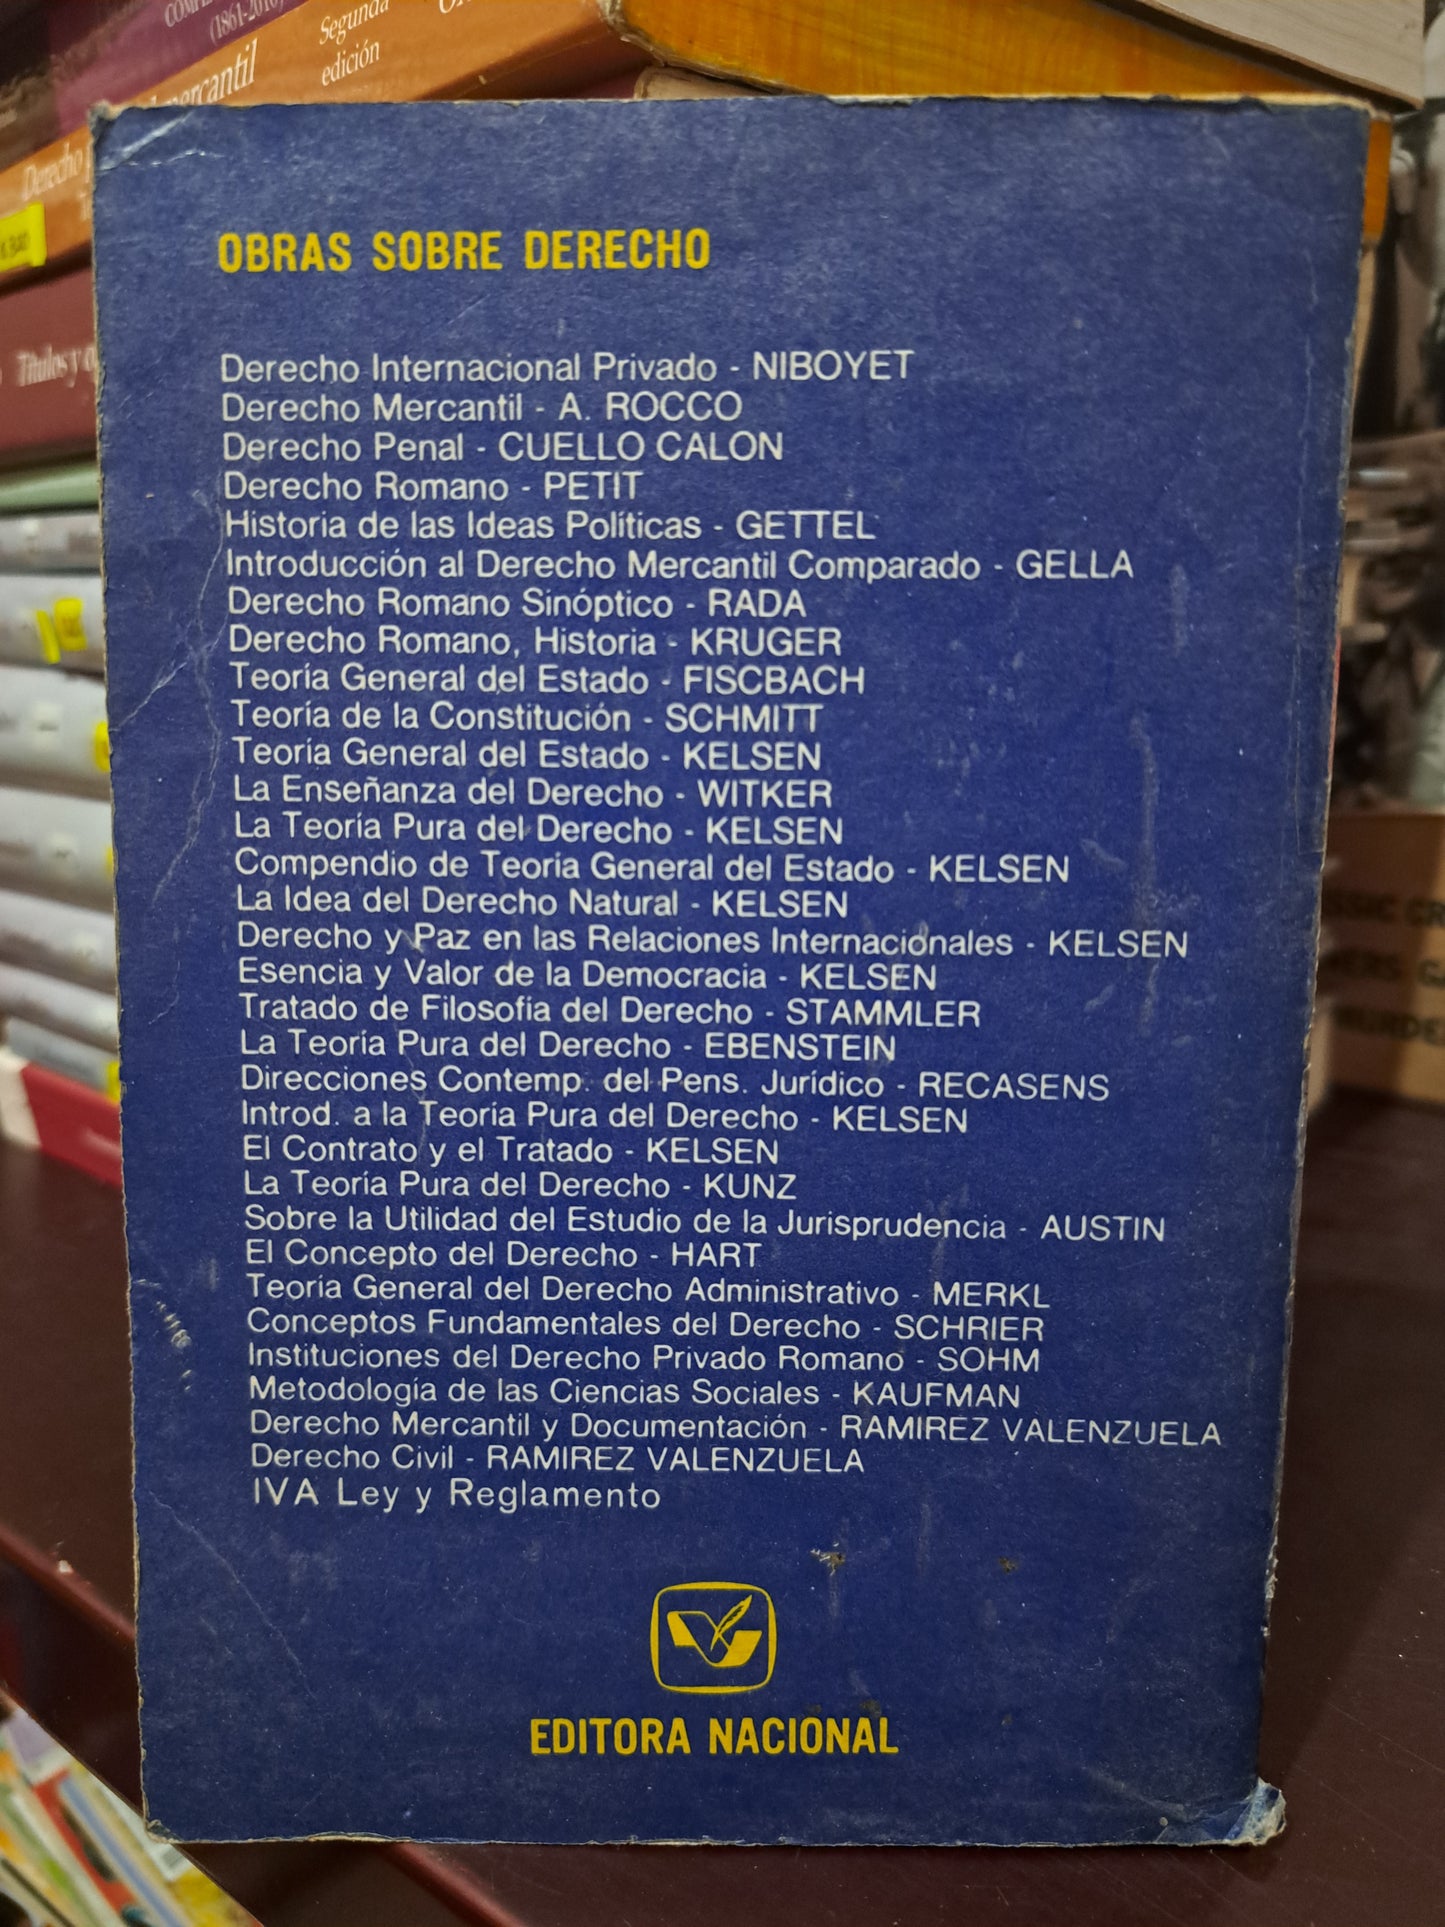 COMP
(1861-2010)
Segunda
edición
mercantil
Derecho
Títulos y o
OBRAS SOBRE DERECHO
Derecho Internacional Privado - NIBOYET
Derecho Mercantil - A. ROCCO
Derecho Penal - CUELLO CALON
Derecho Romano - PETIT
Historia de las Ideas Políticas - GETTEL
Introducción al Derecho Mercantil Comparado - GELLA
Derecho Romano Sinóptico - RADA
Derecho Romano, Historia - KRUGER
Teoría General del Estado - FISCBACH
Teoría de la Constitución - SCHMITT
Teoría General del Estado - KELSEN
La Enseñanza del Derecho - WITKER
La Teoría Pura del Derecho - KELSEN
Compendio de Teoría General del Estado - KELSEN
La Idea del Derecho Natural - KELSEN
Derecho y Paz en las Relaciones Internacionales - KELSEN
Esencia y Valor de la Democracia - KELSEN
Tratado de Filosofía del Derecho - STAMMLER
La Teoría Pura del Derecho - EBENSTEIN
Direcciones Contemp. del Pens. Jurídico - RECASENS
Introd. a la Teoría Pura del Derecho - KELSEN
El Contrato y el Tratado - KELSEN
La Teoría Pura del Derecho - KUNZ
Sobre la Utilidad del Estudio de la Jurisprudencia - AUSTIN
El Concepto del Derecho - HART
Teoría General del Derecho Administrativo - MERKL
Conceptos Fundamentales del Derecho - SCHRIER
Instituciones del Derecho Privado Romano - SOHM
Metodología de las Ciencias Sociales - KAUFMAN
Derecho Mercantil y Documentación - RAMIREZ VALENZUELA
Derecho Civil - RAMIREZ VALENZUELA
IVA Ley y Reglamento
EDITORA NACIONAL